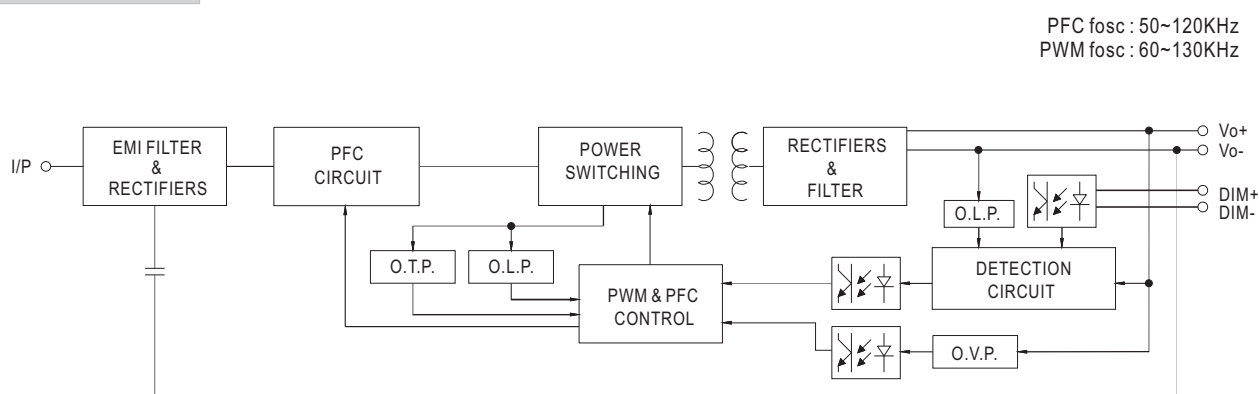 PFC fosc : 50~120KHz
PWM fosc : 60~130KHz
I/P
EMI FILTER
&
RECTIFIERS
PFC
CIRCUIT
POWER
SWITCHING
RECTIFIERS
&
FILTER
Vo+
Vo-
DIM+
DIM-
O.L.P.
O.T.P.
O.L.P.
PWM & PFC
CONTROL
DETECTION
CIRCUIT
O.V.P.